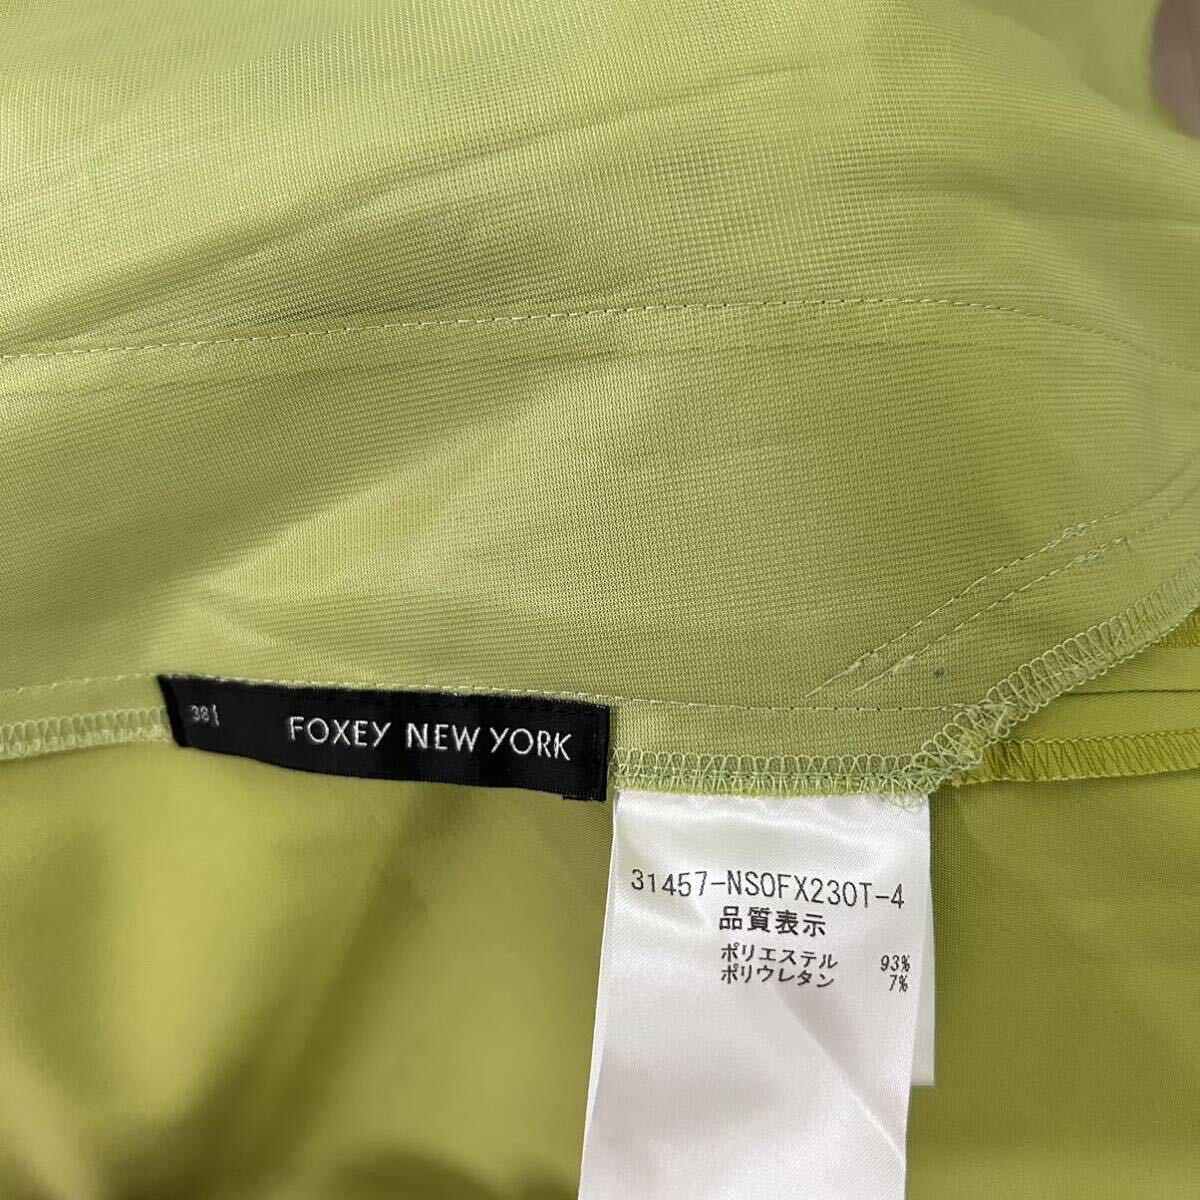 38
FOXEY NEW YORK
31457-NSOFX230T-4
品質表示
ポリエステル 93%
ポリウレタン 7%